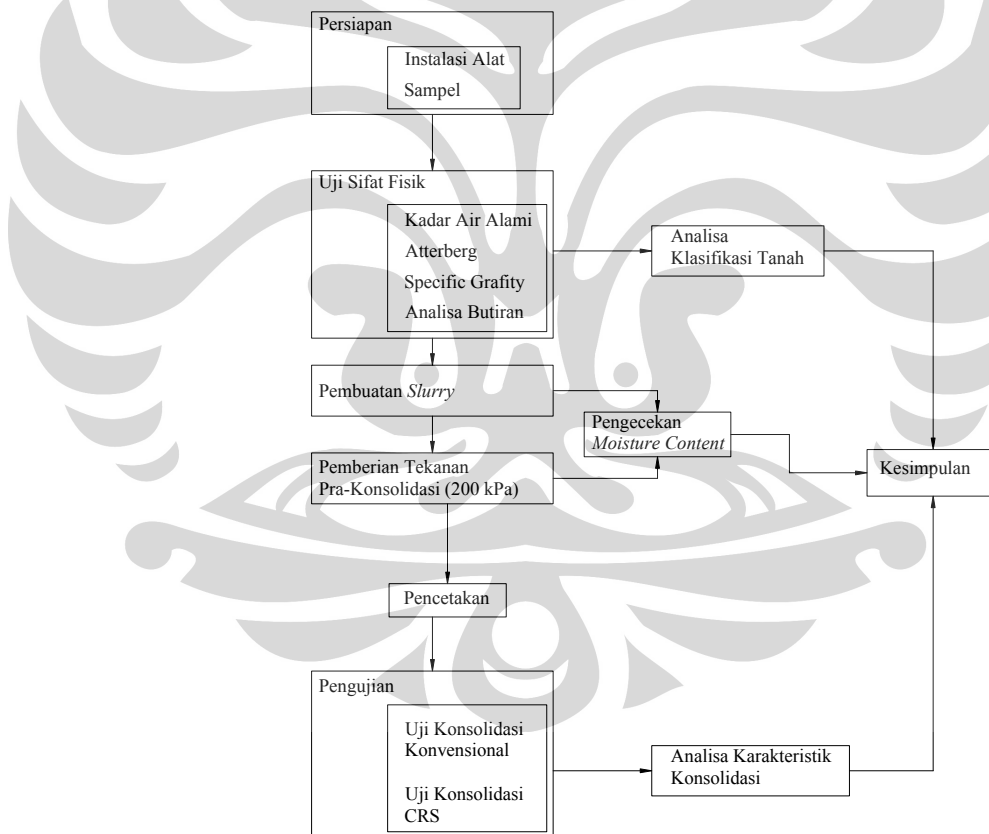 Persiapan
Instalasi Alat
Sampel
Uji Sifat Fisik
Kadar Air Alami
Atterberg
Specific Grafity
Analisa Butiran
Analisa
Klasifikasi Tanah
Pembuatan Slurry
Pengecekan
Moisture Content
Pemberian Tekanan
Pra-Konsolidasi (200 kPa)
Kesimpulan
Pencetakan
Pengujian
Uji Konsolidasi
Konvensional
Uji Konsolidasi
CRS
Analisa Karakteristik
Konsolidasi